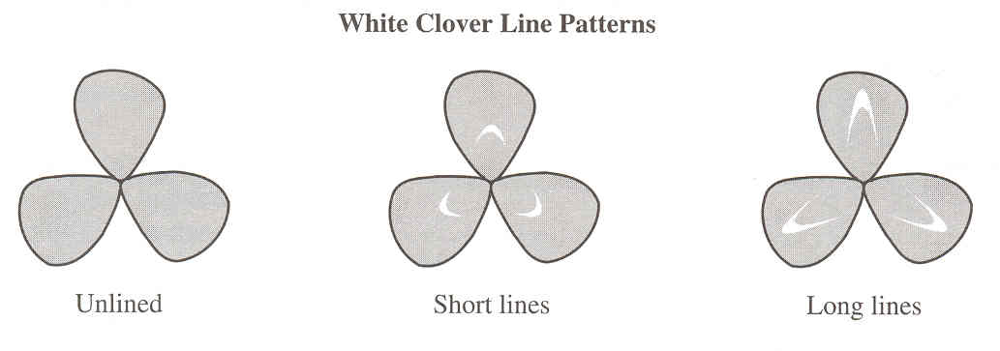 White Clover Line Patterns
Unlined
Short lines
Long lines